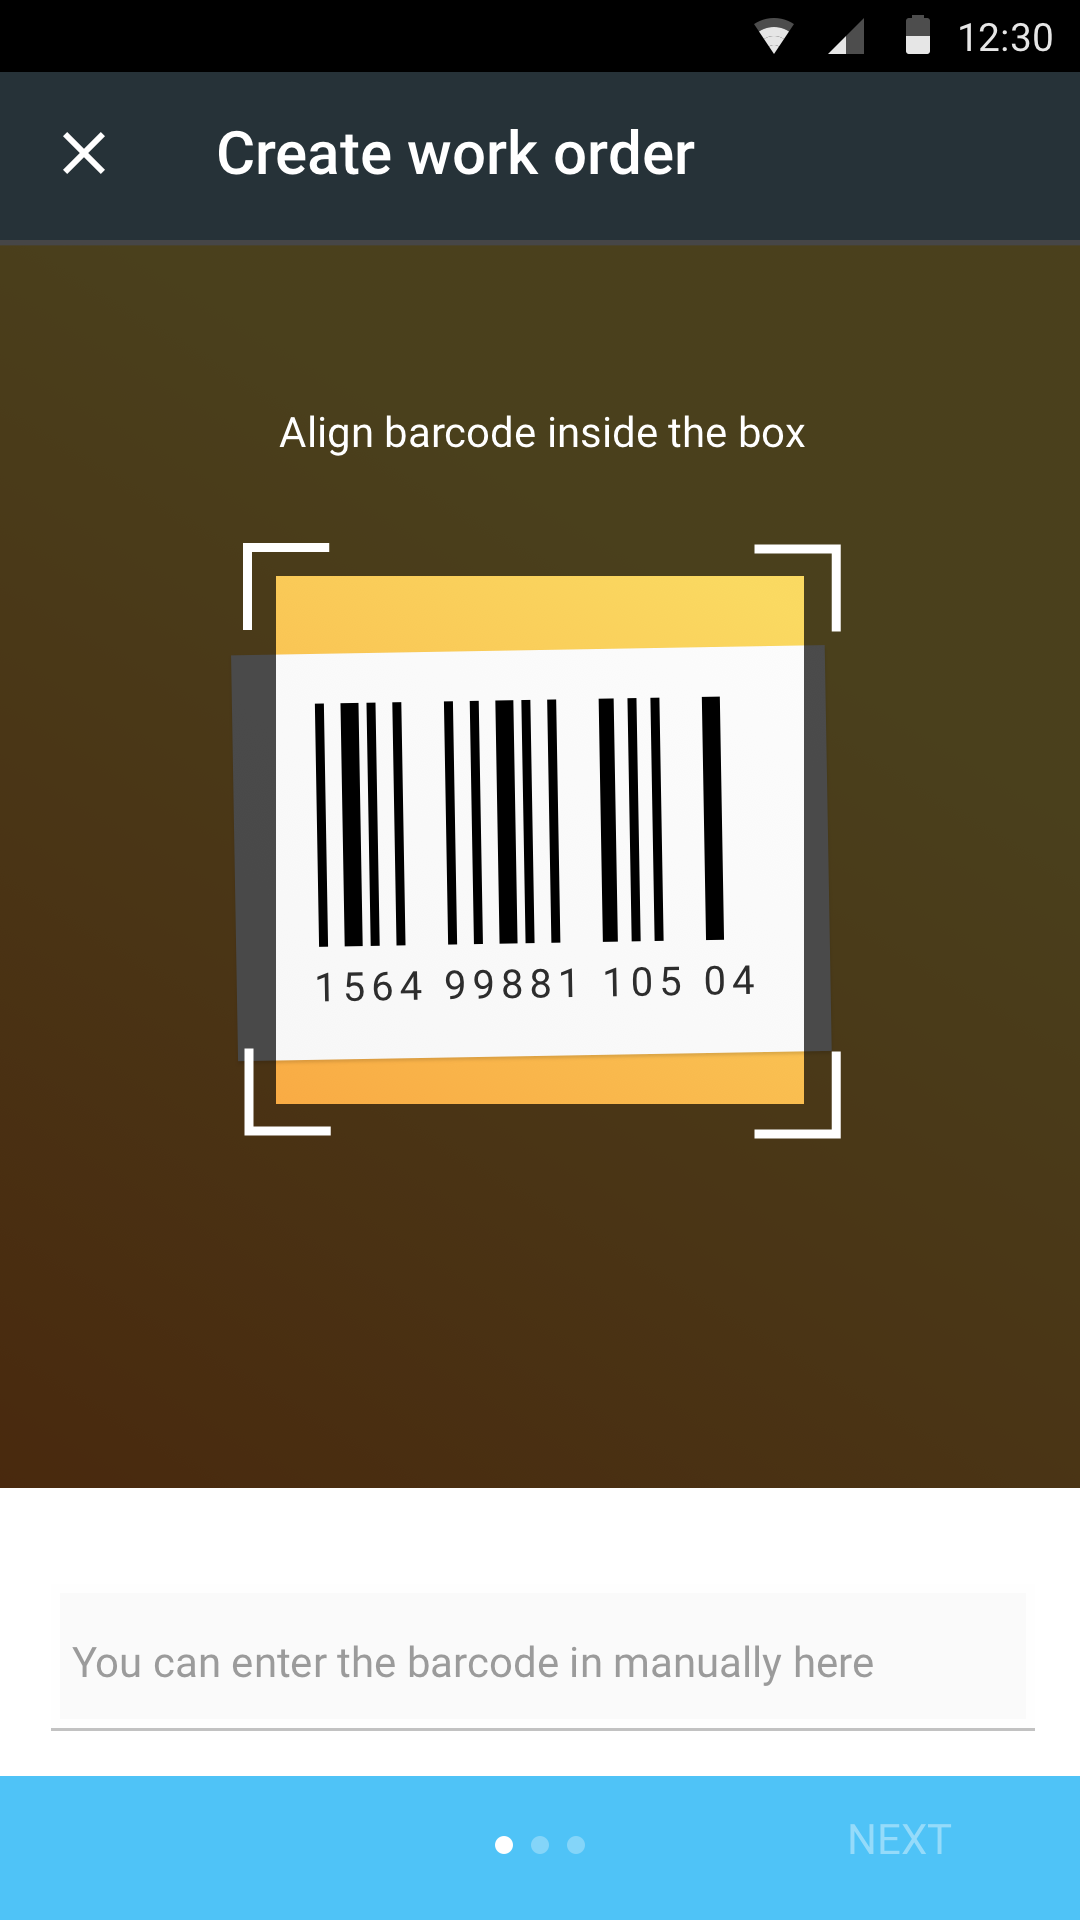 12:30
Create work order
Align barcode inside the box
1564 99881 105 04
You can enter the barcode in manually here
NEXT